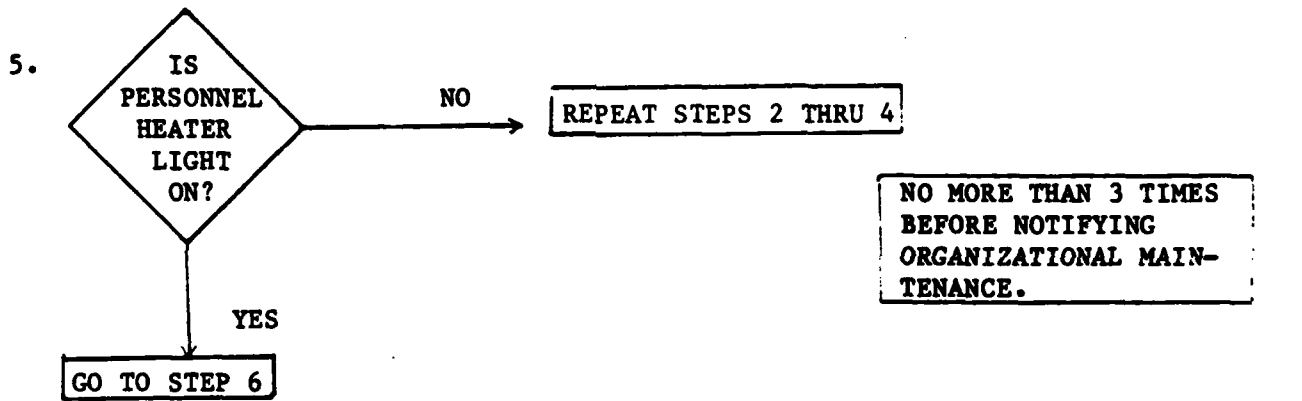 5.
IS
PERSONNEL
HEATER
LIGHT
ON?
NO
REPEAT STEPS 2 THRU 4
NO MORE THAN 3 TIMES
BEFORE NOTIFYING
ORGANIZATIONAL MAIN-
TENANCE.
YES
GO TO STEP 6